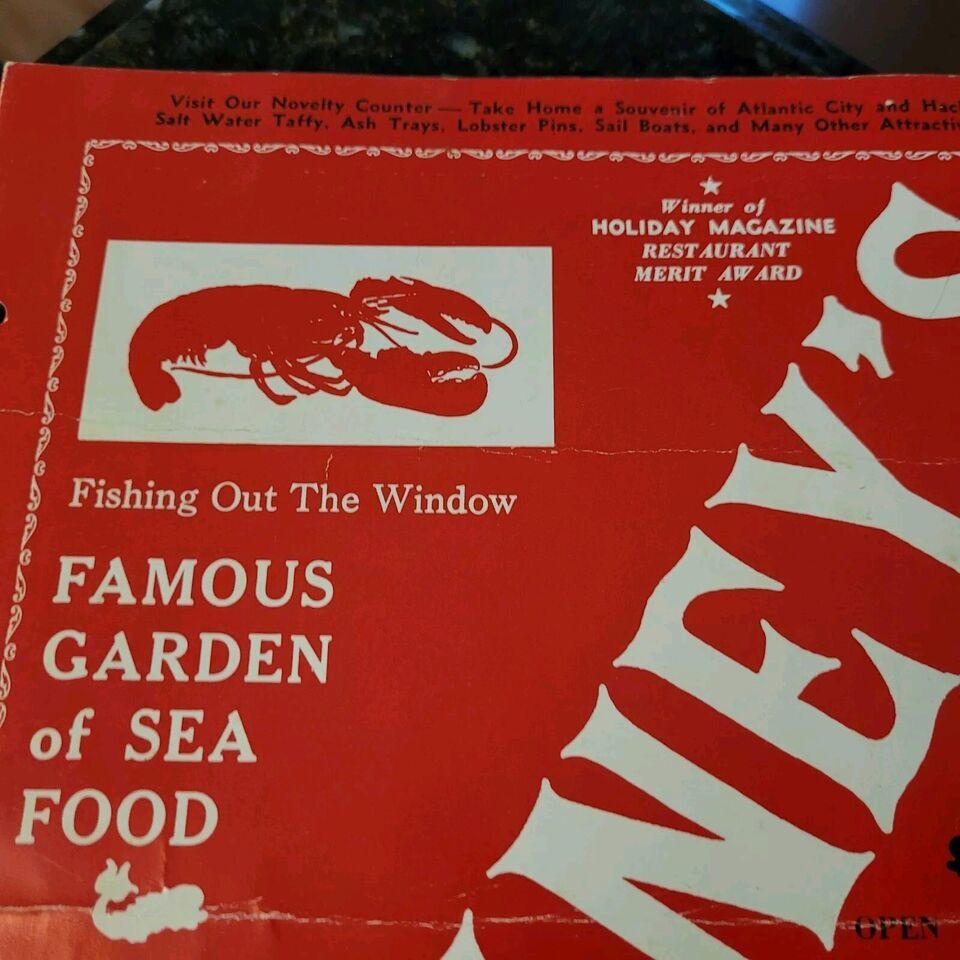 Visit Our Novelty Counter — Take Home a Souvenir of Atlantic City and Hac
Salt Water Taffy, Ash Trays, Lobster Pins, Sail Boats, and Many Other Attracti
Winner of
HOLIDAY MAGAZINE
RESTAURANT
MERIT AWARD
NEY'S
Fishing Out The Window
FAMOUS
GARDEN
of SEA
FOOD
OPEN